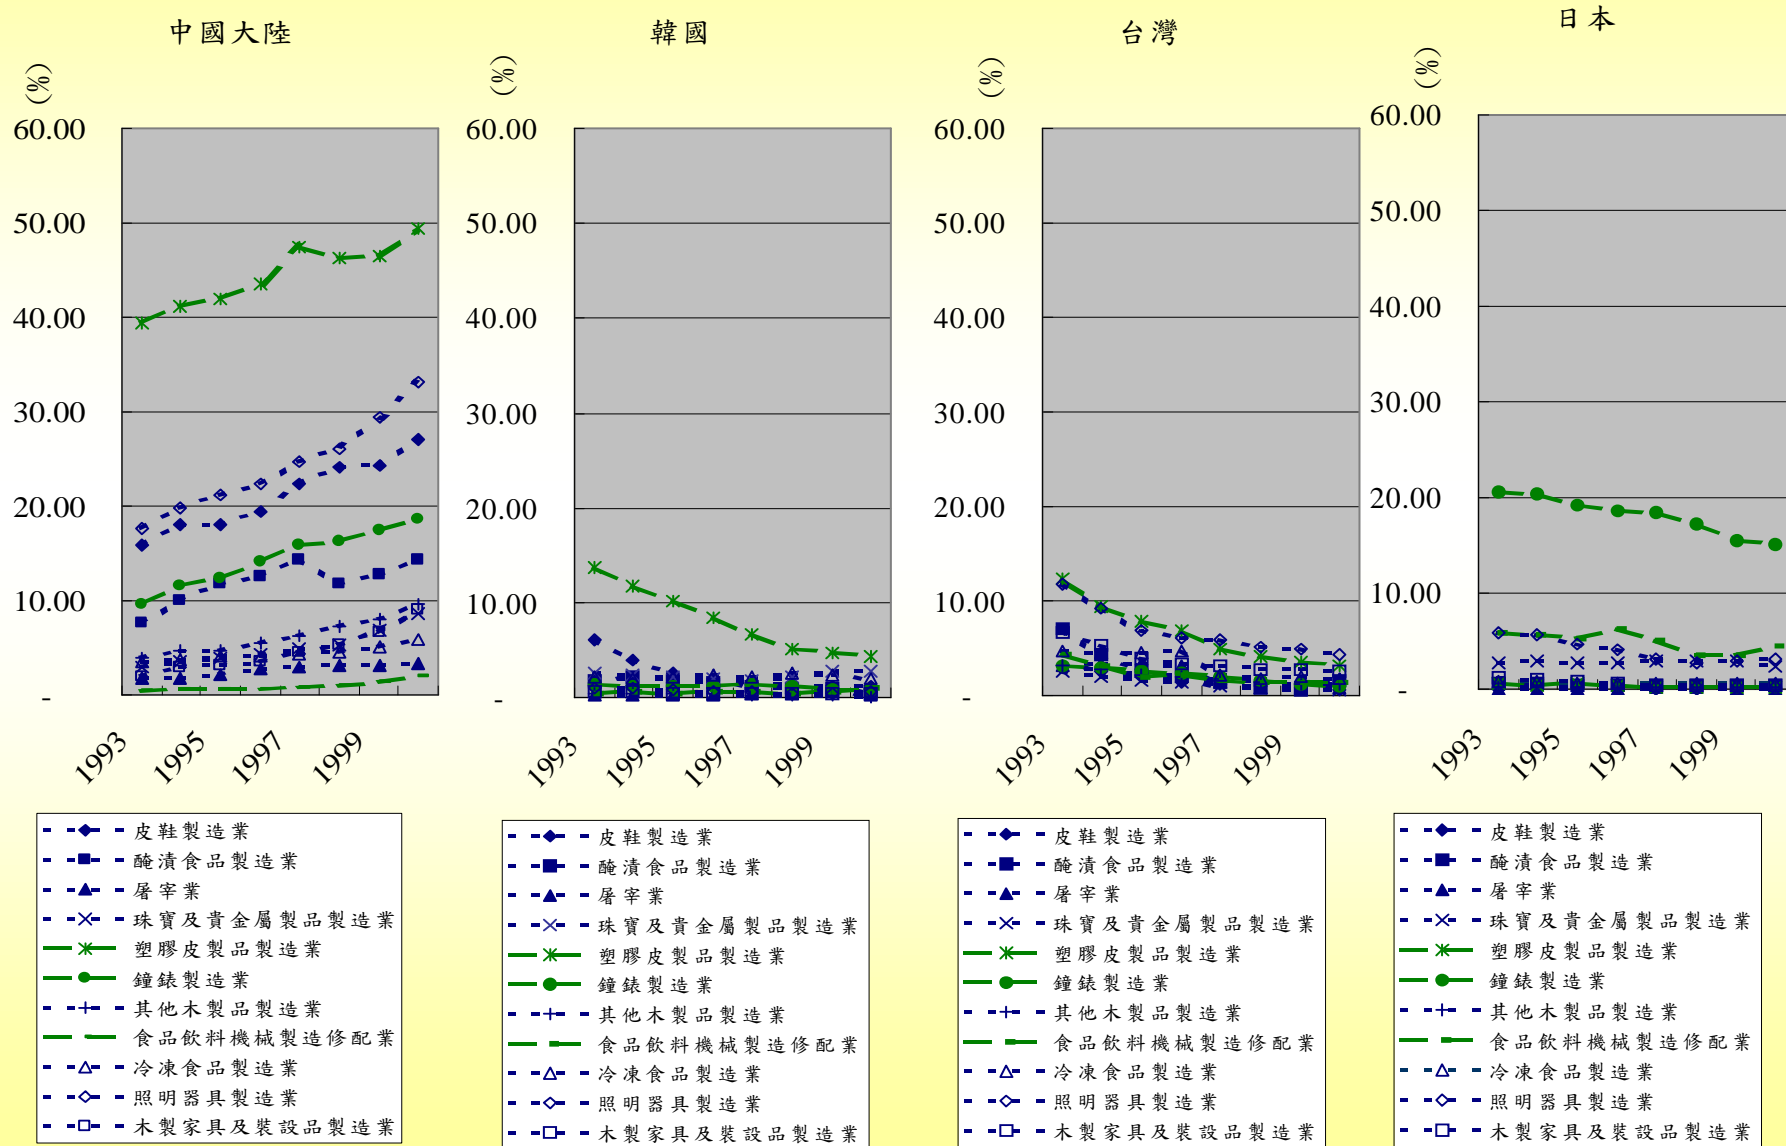 中國大陸
(%)
60.00
50.00
40.00
30.00
20.00
10.00
-
1993
1995
1997
1999
皮鞋製造業
醃漬食品製造業
屠宰業
珠寶及貴金屬製品製造業
塑膠皮製品製造業
鐘錶製造業
其他木製品製造業
食品飲料機械製造修配業
冷凍食品製造業
照明器具製造業
木製家具及裝設品製造業
韓國
(%)
60.00
50.00
40.00
30.00
20.00
10.00
-
1993
1995
1997
1999
皮鞋製造業
醃漬食品製造業
屠宰業
珠寶及貴金屬製品製造業
塑膠皮製品製造業
鐘錶製造業
其他木製品製造業
食品飲料機械製造修配業
冷凍食品製造業
照明器具製造業
木製家具及裝設品製造業
台灣
(%)
60.00
50.00
40.00
30.00
20.00
10.00
-
1993
1995
1997
1999
皮鞋製造業
醃漬食品製造業
屠宰業
珠寶及貴金屬製品製造業
塑膠皮製品製造業
鐘錶製造業
其他木製品製造業
食品飲料機械製造修配業
冷凍食品製造業
照明器具製造業
木製家具及裝設品製造業
日本
(%)
60.00
50.00
40.00
30.00
20.00
10.00
-
1993
1995
1997
1999
皮鞋製造業
醃漬食品製造業
屠宰業
珠寶及貴金屬製品製造業
塑膠皮製品製造業
鐘錶製造業
其他木製品製造業
食品飲料機械製造修配業
冷凍食品製造業
照明器具製造業
木製家具及裝設品製造業